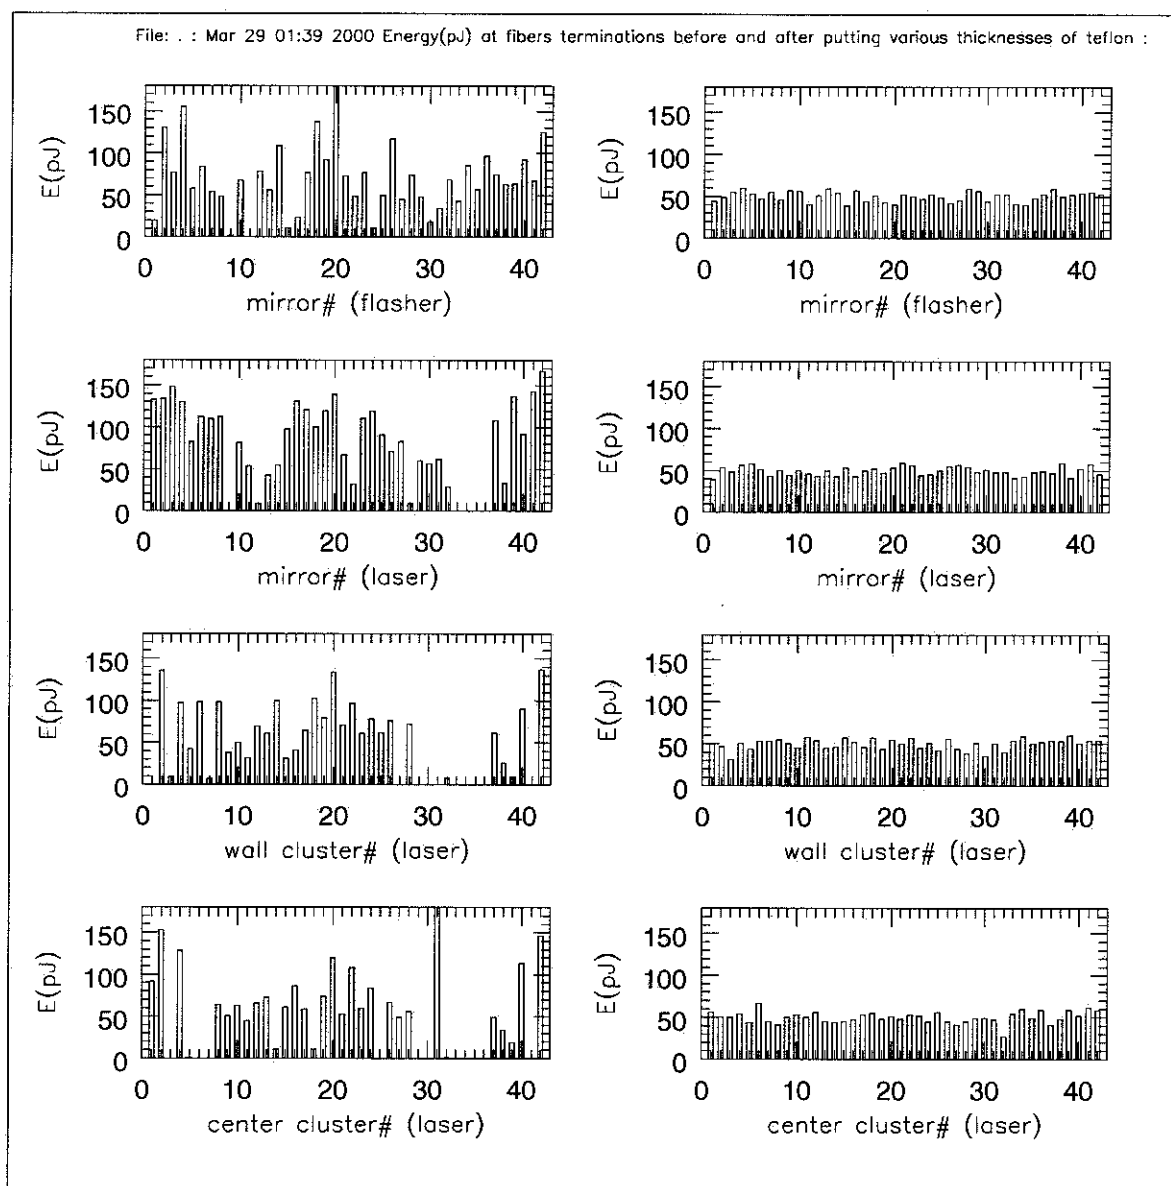 File: . : Mar 29 01:39 2000 Energy(pJ) at fibers terminations before and after putting various thicknesses of teflon :
E(pJ)
150
100
50
0
0 10 20 30 40
mirror# (flasher)
E(pJ)
150
100
50
0
0 10 20 30 40
mirror# (flasher)
E(pJ)
150
100
50
0
0 10 20 30 40
mirror# (laser)
E(pJ)
150
100
50
0
0 10 20 30 40
mirror# (laser)
E(pJ)
150
100
50
0
0 10 20 30 40
wall cluster# (laser)
E(pJ)
150
100
50
0
0 10 20 30 40
wall cluster# (laser)
E(pJ)
150
100
50
0
0 10 20 30 40
center cluster# (laser)
E(pJ)
150
100
50
0
0 10 20 30 40
center cluster# (laser)